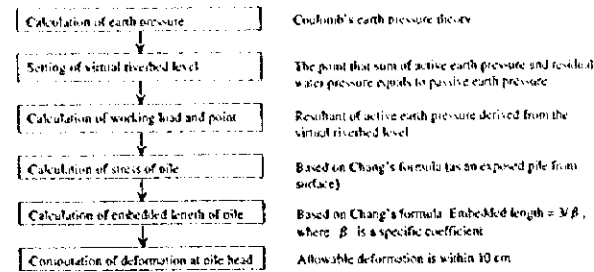 Calculation of earth pressure
Coulomb's earth pressure theory
Setting of virtual riverbed level
The point that sum of active earth pressure and residual
water pressure equals to passive earth pressure
Calculation of working load and point
Resultant of active earth pressure derived from the
virtual riverbed level
Calculation of stress of pile
Based on Chang's formula (as an exposed pile from
surface)
Calculation of embedded length of pile
Based on Chang's formula Embedded length = 3/β,
where β is a specific coefficient
Computation of deformation at pile head
Allowable deformation is within 10 cm